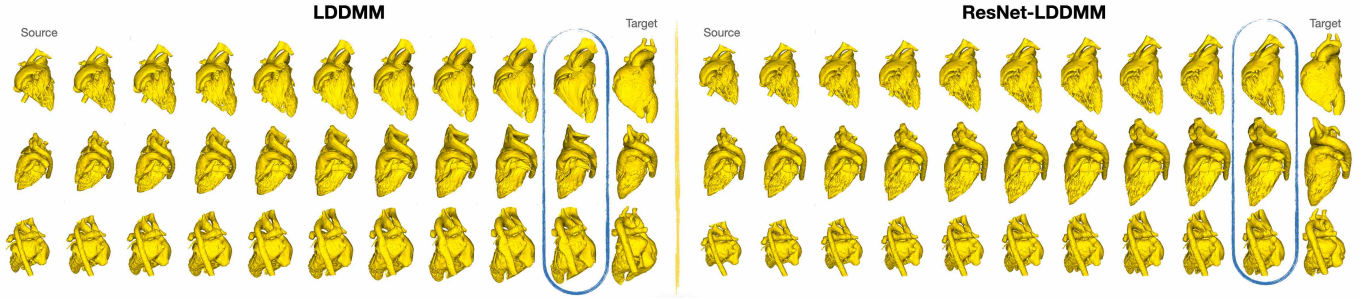 LDDMM
Source
Target
ResNet-LDDMM
Source
Target